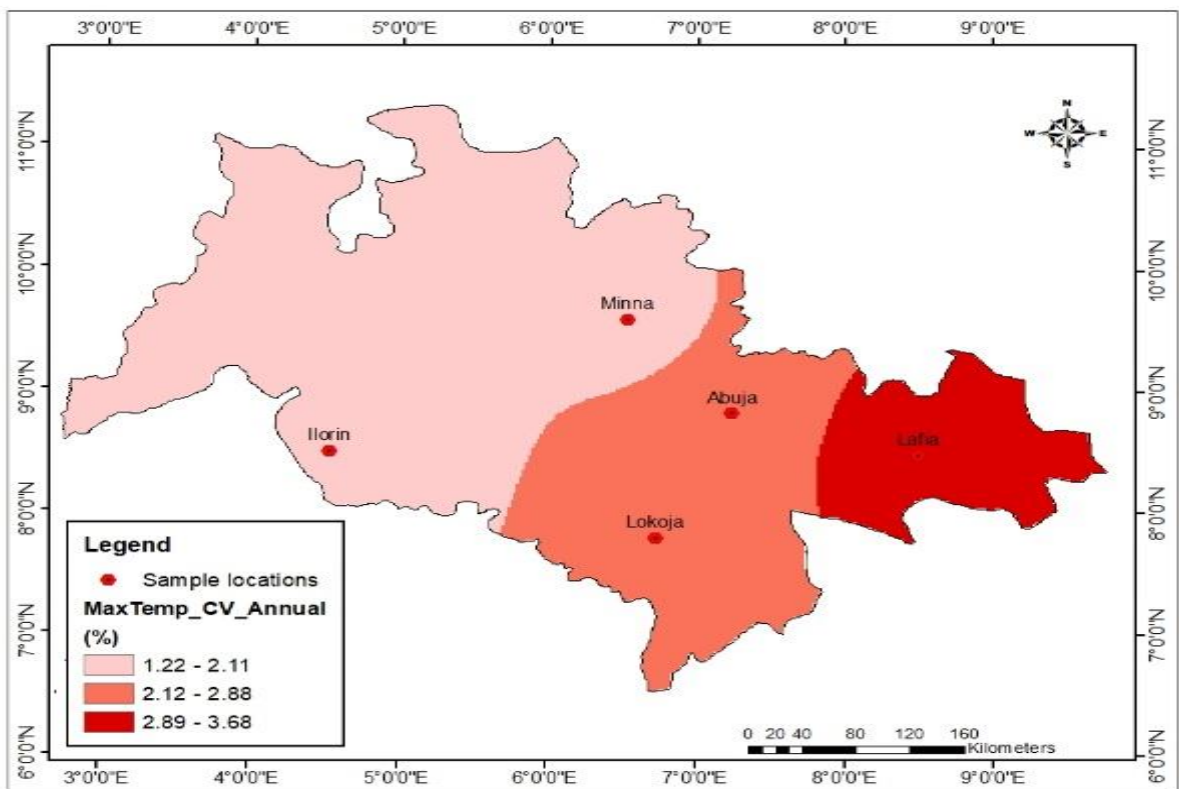 3°0'0"E 4°0'0"E 5°0'0"E 6°0'0"E 7°0'0"E 8°0'0"E 9°0'0"E
N
W E
S
11°0'0"N 11°0'0"N
10°0'0"N 10°0'0"N
Minna
9°0'0"N 9°0'0"N
Abuja
Ilorin
Lafia
8°0'0"N 8°0'0"N
Lokoja
Legend
Sample locations
MaxTemp_CV_Annual
(%)
1.22 - 2.11
2.12 - 2.88
2.89 - 3.68
7°0'0"N 7°0'0"N
6°0'0"N 6°0'0"N
0 20 40 80 120 160
Kilometers
3°0'0"E 4°0'0"E 5°0'0"E 6°0'0"E 7°0'0"E 8°0'0"E 9°0'0"E